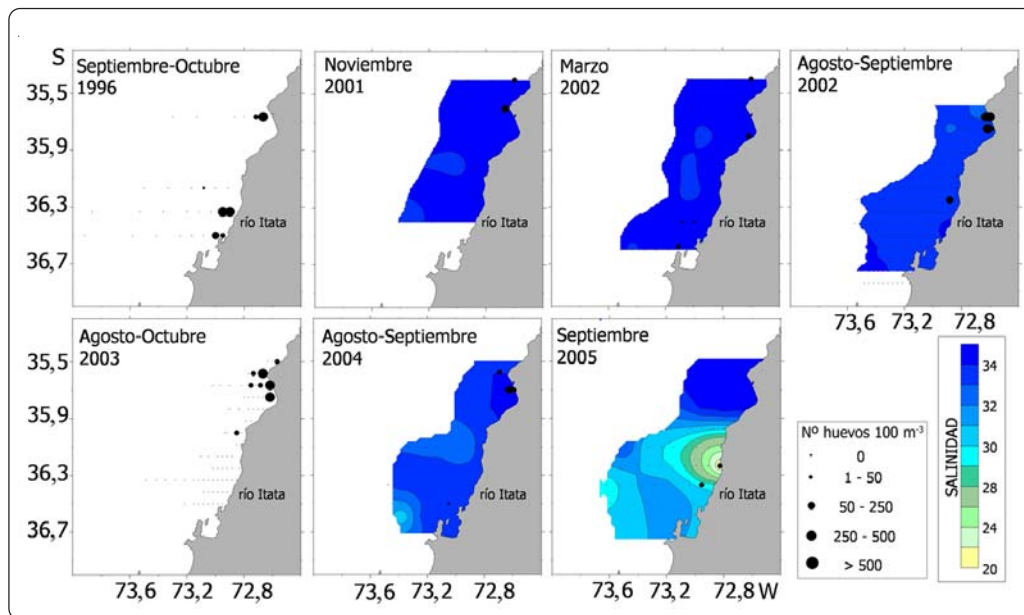 S
Septiembre-Octubre
1996
Noviembre
2001
Marzo
2002
Agosto-Septiembre
2002
35,5
35,9
36,3
36,7
río Itata
río Itata
río Itata
río Itata
73,6 73,2 72,8
Agosto-Octubre
2003
Agosto-Septiembre
2004
Septiembre
2005
35,5
35,9
36,3
36,7
río Itata
río Itata
río Itata
73,6 73,2 72,8
73,6 73,2 72,8
73,6 73,2 72,8 W
Nº huevos 100 m⁻³
0
1 - 50
50 - 250
250 - 500
> 500
SALINIDAD
34
32
30
28
24
20